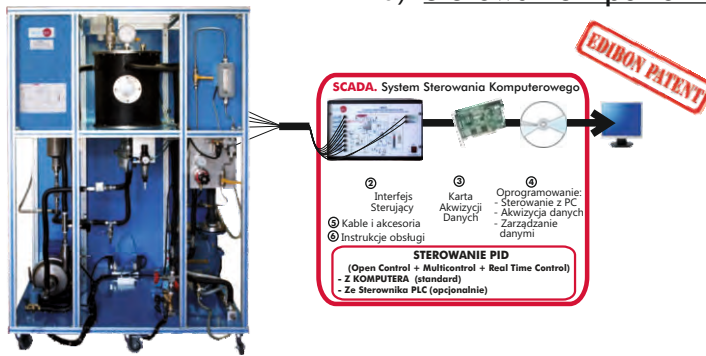 EDIBON PATENT
SCADA. System Sterowania Komputerowego
②
Interfejs
Sterujący
③
Karta
Akwizycji
Danych
④
Oprogramowanie:
- Sterowanie z PC
- Akwizycja danych
- Zarządzanie
danymi
⑤ Kable i akcesoria
⑥ Instrukcje obsługi
STEROWANIE PID
(Open Control + Multicontrol + Real Time Control)
- Z KOMPUTERA (standard)
- Ze Sterownika PLC (opcjonalnie)